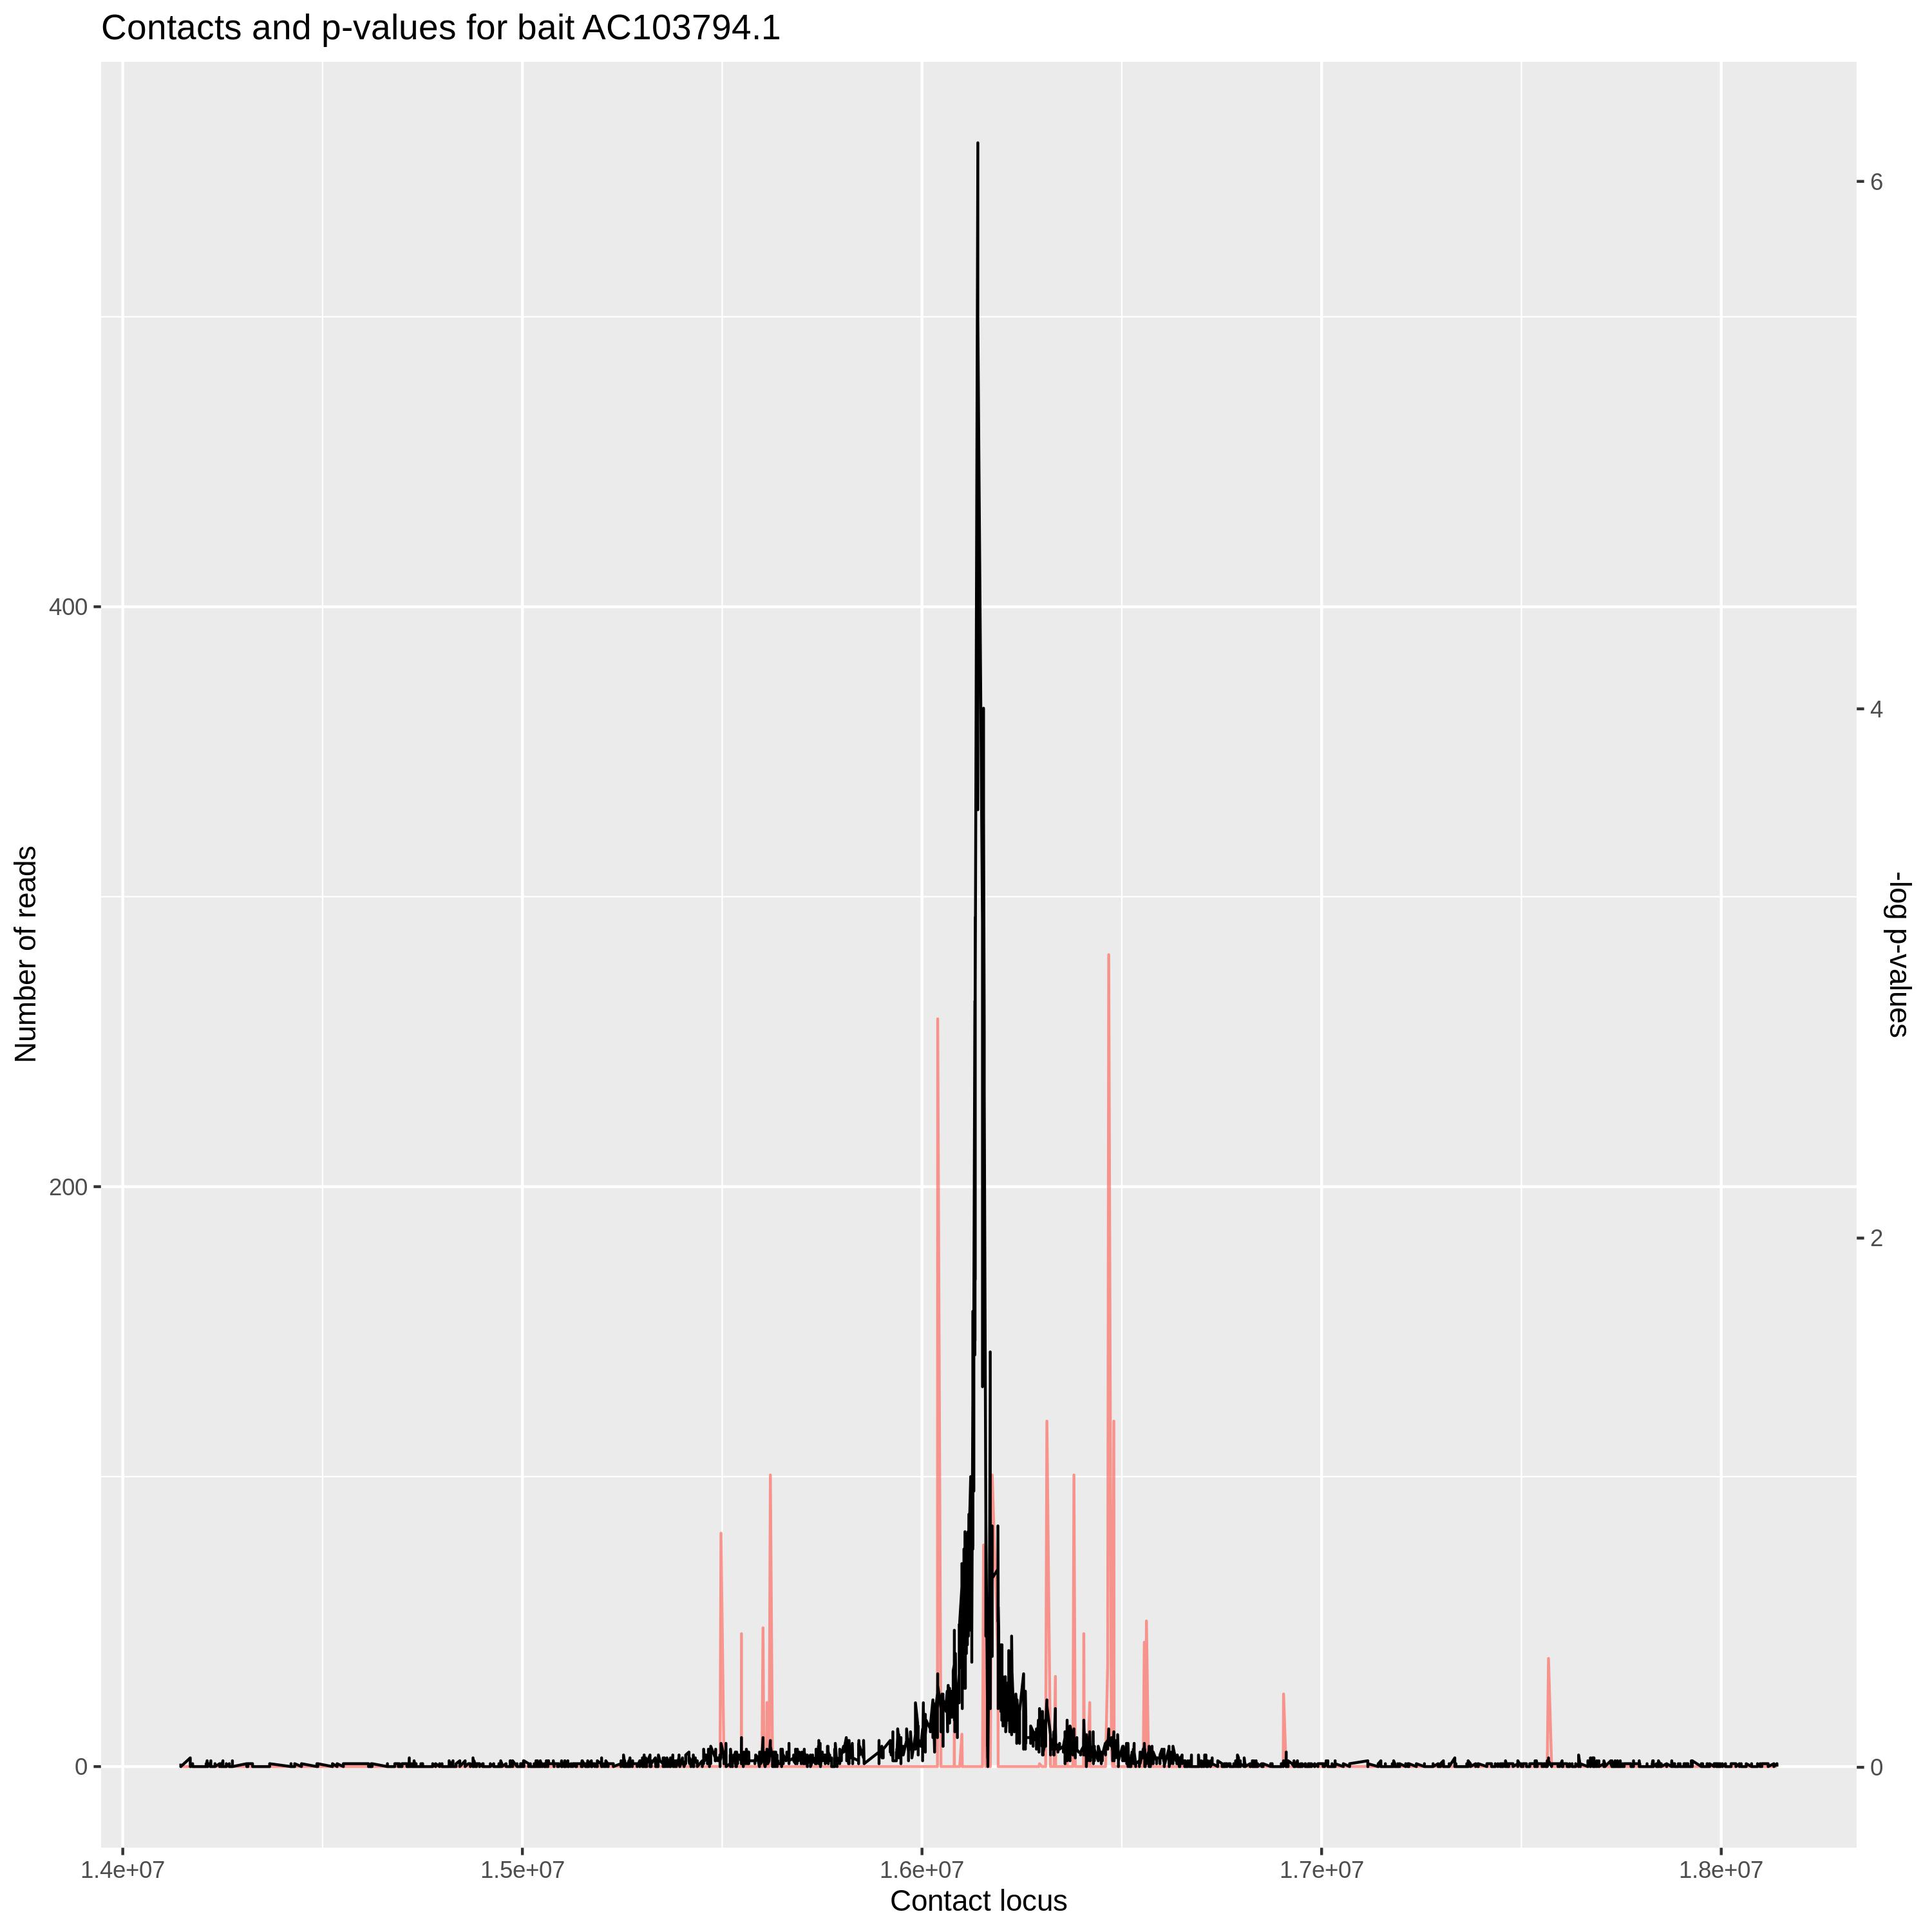 Contacts and p-values for bait AC103794.1
6
400
4
Number of reads
-log p-values
200
2
0
0
1.4e+07
1.5e+07
1.6e+07
1.7e+07
1.8e+07
Contact locus